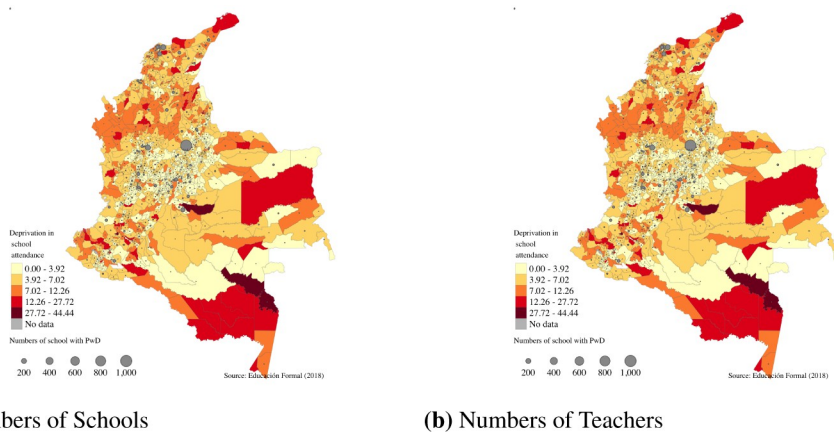 Deprivation in
school
attendance
0.00 - 3.92
3.92 - 7.02
7.02 - 12.26
12.26 - 27.72
27.72 - 44.44
No data
Numbers of school with PwD
200 400 600 800 1,000
Source: Educación Formal (2018)
Deprivation in
school
attendance
0.00 - 3.92
3.92 - 7.02
7.02 - 12.26
12.26 - 27.72
27.72 - 44.44
No data
Numbers of school with PwD
200 400 600 800 1,000
Source: Educación Formal (2018)
bers of Schools
(b) Numbers of Teachers